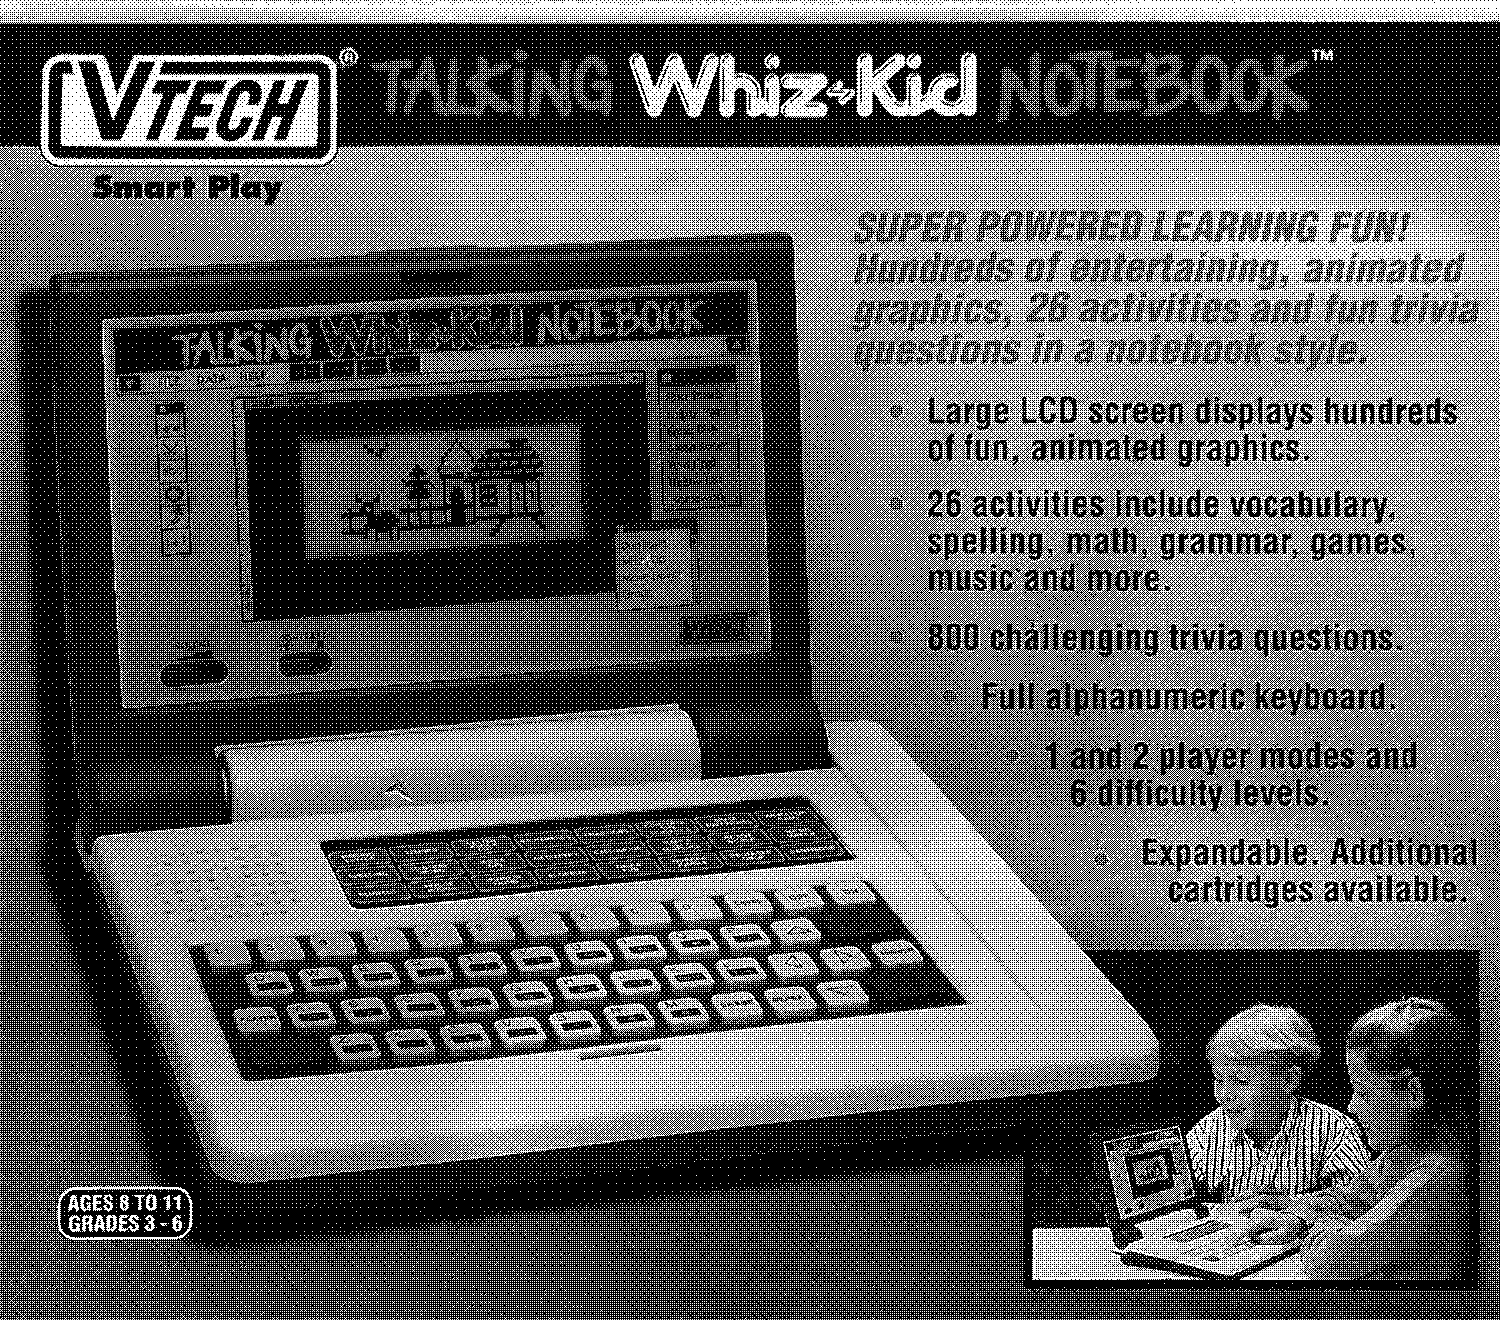 VTECH® TALKING Whiz-Kid NOTEBOOK™
Smart Play
SUPER POWERED LEARNING FUN!
Hundreds of entertaining, animated
graphics, 26 activities and fun trivia
questions in a notebook style.
• Large LCD screen displays hundreds
of fun, animated graphics.
• 26 activities include vocabulary,
spelling, math, grammar, games,
music and more.
• 800 challenging trivia questions.
• Full alphanumeric keyboard.
• 1 and 2 player modes and
6 difficulty levels.
Expandable. Additional
cartridges available.
TALKING WHIZ-KID NOTEBOOK
AGES 8 TO 11
GRADES 3 - 6